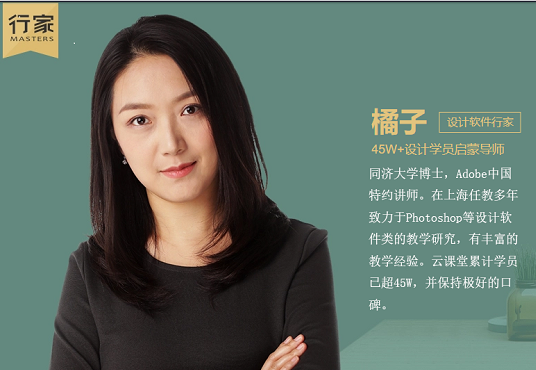 行家
MASTERS
橘子
设计软件行家
45W+设计学员启蒙导师
同济大学博士，Adobe中国
特约讲师。在上海任教多年
致力于Photoshop等设计软
件类的教学研究，有丰富的
教学经验。云课堂累计学员
已超45W，并保持极好的口
碑。